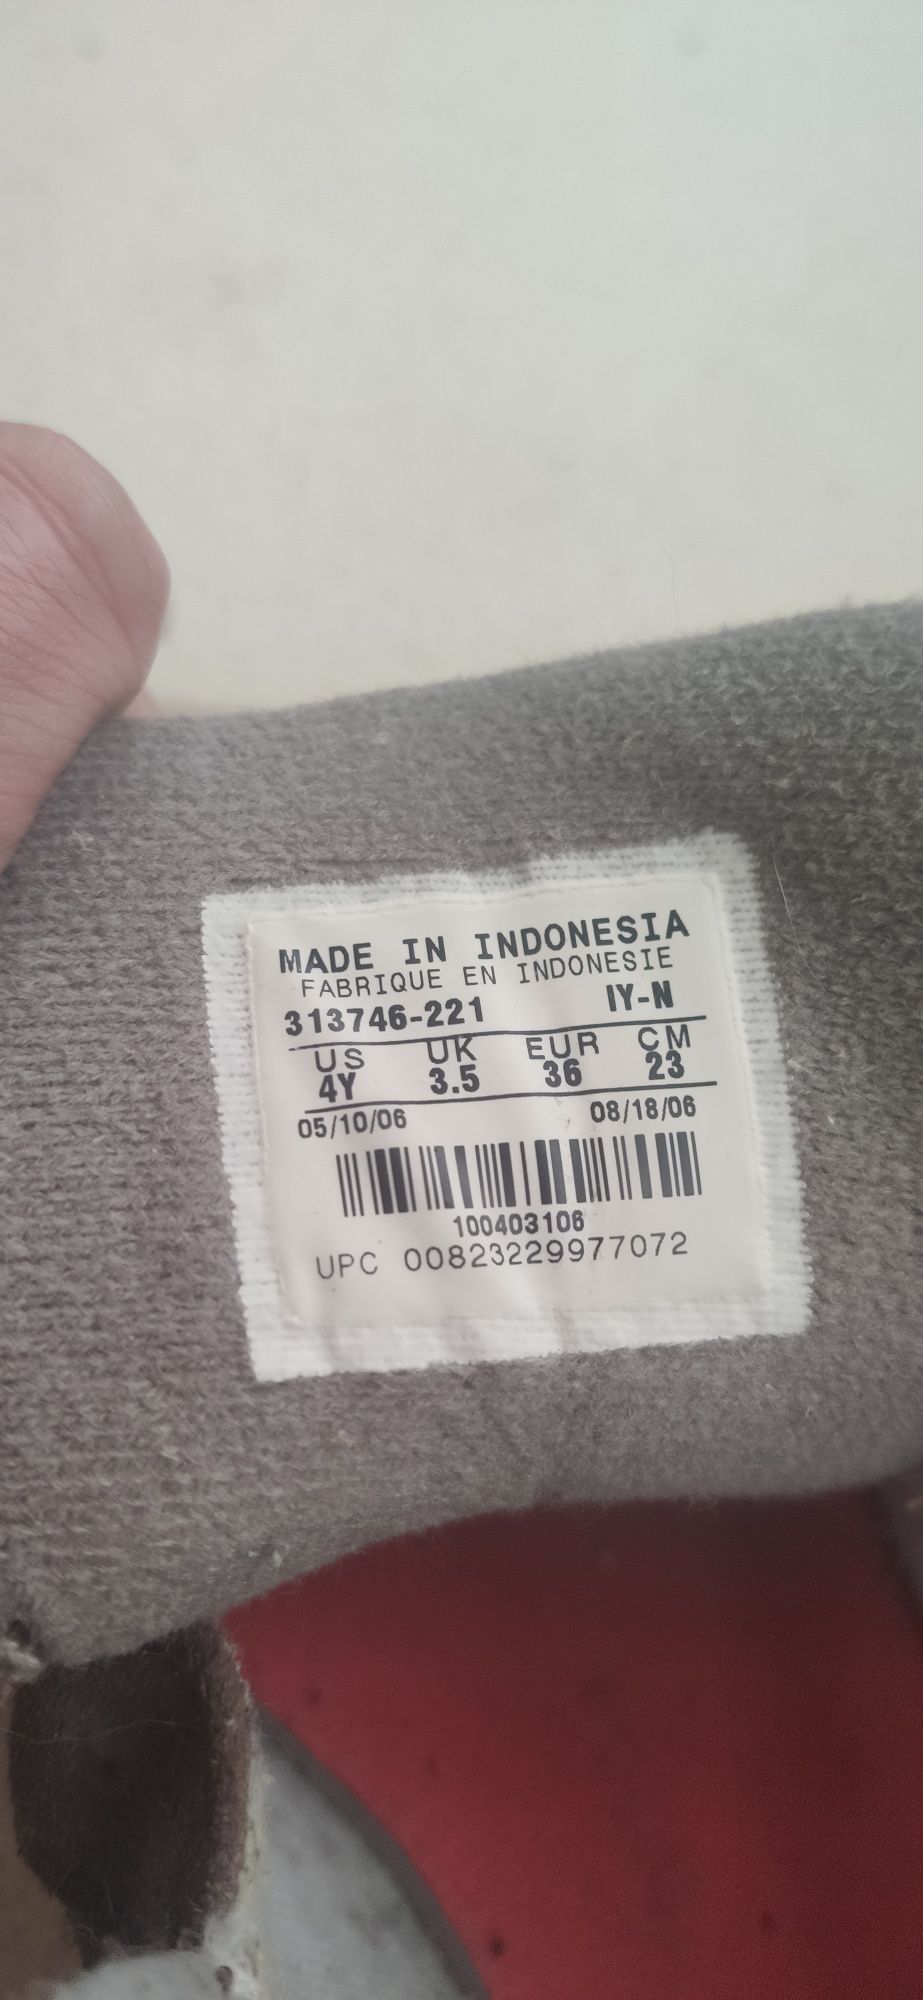 MADE IN INDONESIA
FABRIQUE EN INDONESIE
313746-221 IY-N
US UK EUR CM
4Y 3.5 36 23
05/10/06 08/18/06
100403106
UPC 00823229977072